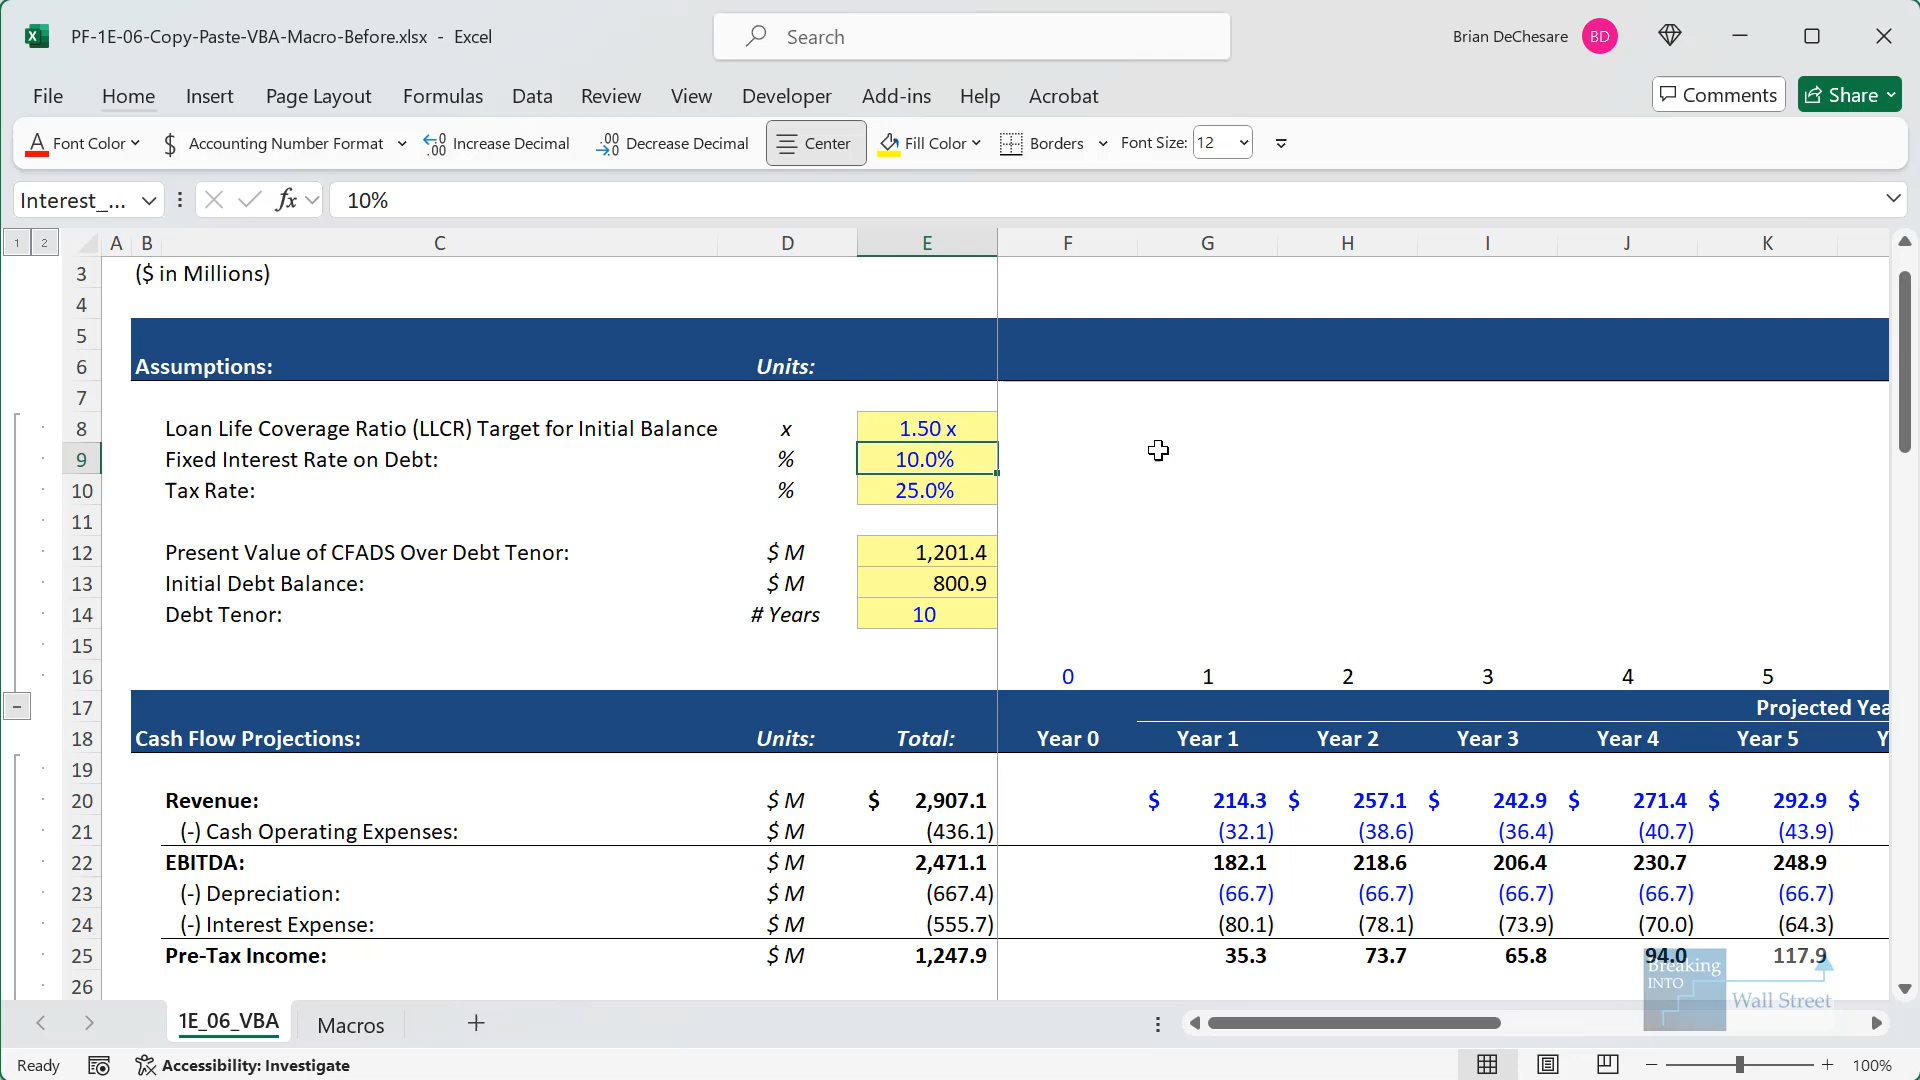 PF-1E-06-Copy-Paste-VBA-Macro-Before.xlsx - Excel
Search
Brian DeChesare BD
File Home Insert Page Layout Formulas Data Review View Developer Add-ins Help Acrobat
Comments Share
Font Color $ Accounting Number Format Increase Decimal Decrease Decimal Center Fill Color Borders Font Size: 12
Interest_... fx 10%
1 2 A B C D E F G H I J K
3 ($ in Millions)
4
5
6 Assumptions: Units:
7
8 Loan Life Coverage Ratio (LLCR) Target for Initial Balance x 1.50 x
9 Fixed Interest Rate on Debt: % 10.0%
10 Tax Rate: % 25.0%
11
12 Present Value of CFADS Over Debt Tenor: $ M 1,201.4
13 Initial Debt Balance: $ M 800.9
14 Debt Tenor: # Years 10
15
16 0 1 2 3 4 5
17 Projected Yea
18 Cash Flow Projections: Units: Total: Year 0 Year 1 Year 2 Year 3 Year 4 Year 5 Y
19
20 Revenue: $ M $ 2,907.1 $ 214.3 $ 257.1 $ 242.9 $ 271.4 $ 292.9 $
21 (-) Cash Operating Expenses: $ M (436.1) (32.1) (38.6) (36.4) (40.7) (43.9)
22 EBITDA: $ M 2,471.1 182.1 218.6 206.4 230.7 248.9
23 (-) Depreciation: $ M (667.4) (66.7) (66.7) (66.7) (66.7) (66.7)
24 (-) Interest Expense: $ M (555.7) (80.1) (78.1) (73.9) (70.0) (64.3)
25 Pre-Tax Income: $ M 1,247.9 35.3 73.7 65.8 94.0 117.9
26
Breaking
INTO
Wall Street
1E_06_VBA Macros
Ready Accessibility: Investigate 100%